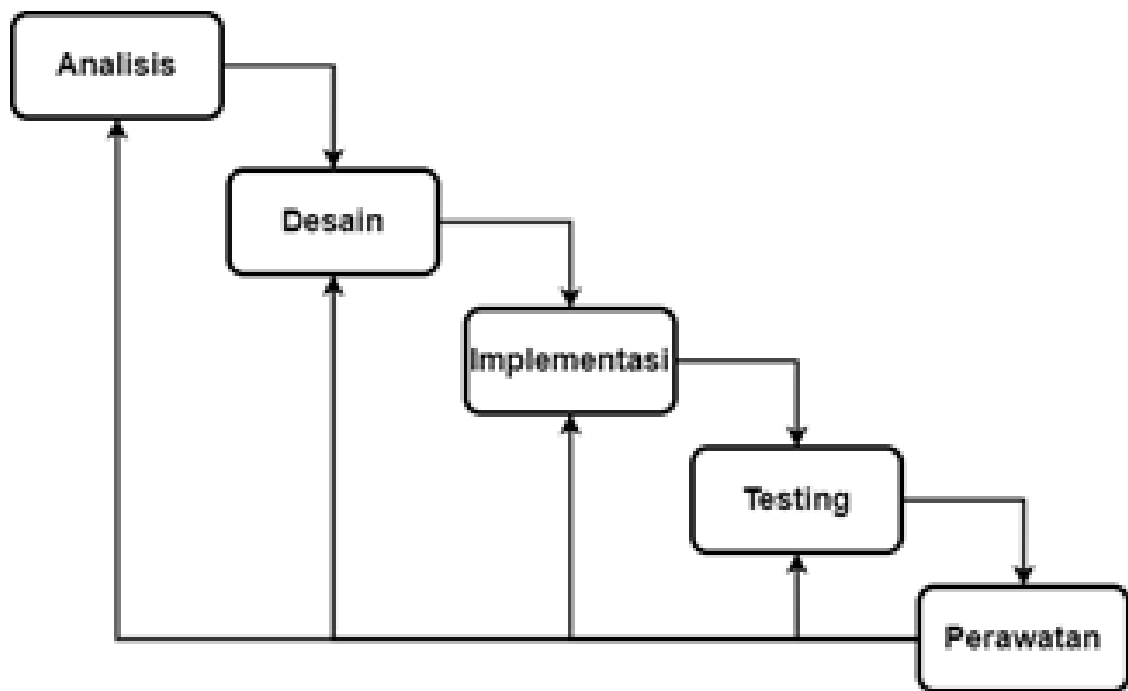 Analisis
Desain
Implementasi
Testing
Perawatan